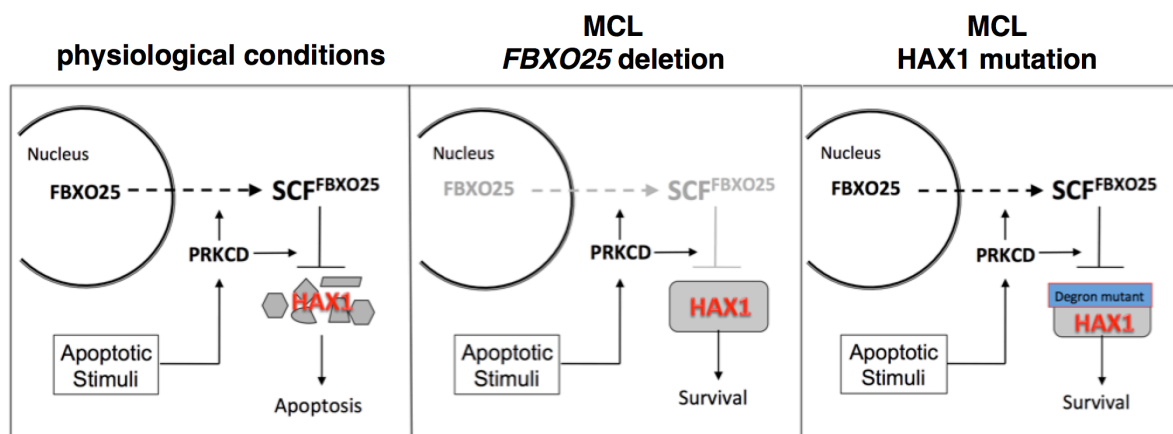 physiological conditions
Nucleus
FBXO25
SCFFBXO25
PRKCD
HAX1
Apoptotic
Stimuli
Apoptosis
MCL
FBXO25 deletion
Nucleus
FBXO25
SCFFBXO25
PRKCD
HAX1
Apoptotic
Stimuli
Survival
MCL
HAX1 mutation
Nucleus
FBXO25
SCFFBXO25
PRKCD
Degron mutant
HAX1
Apoptotic
Stimuli
Survival